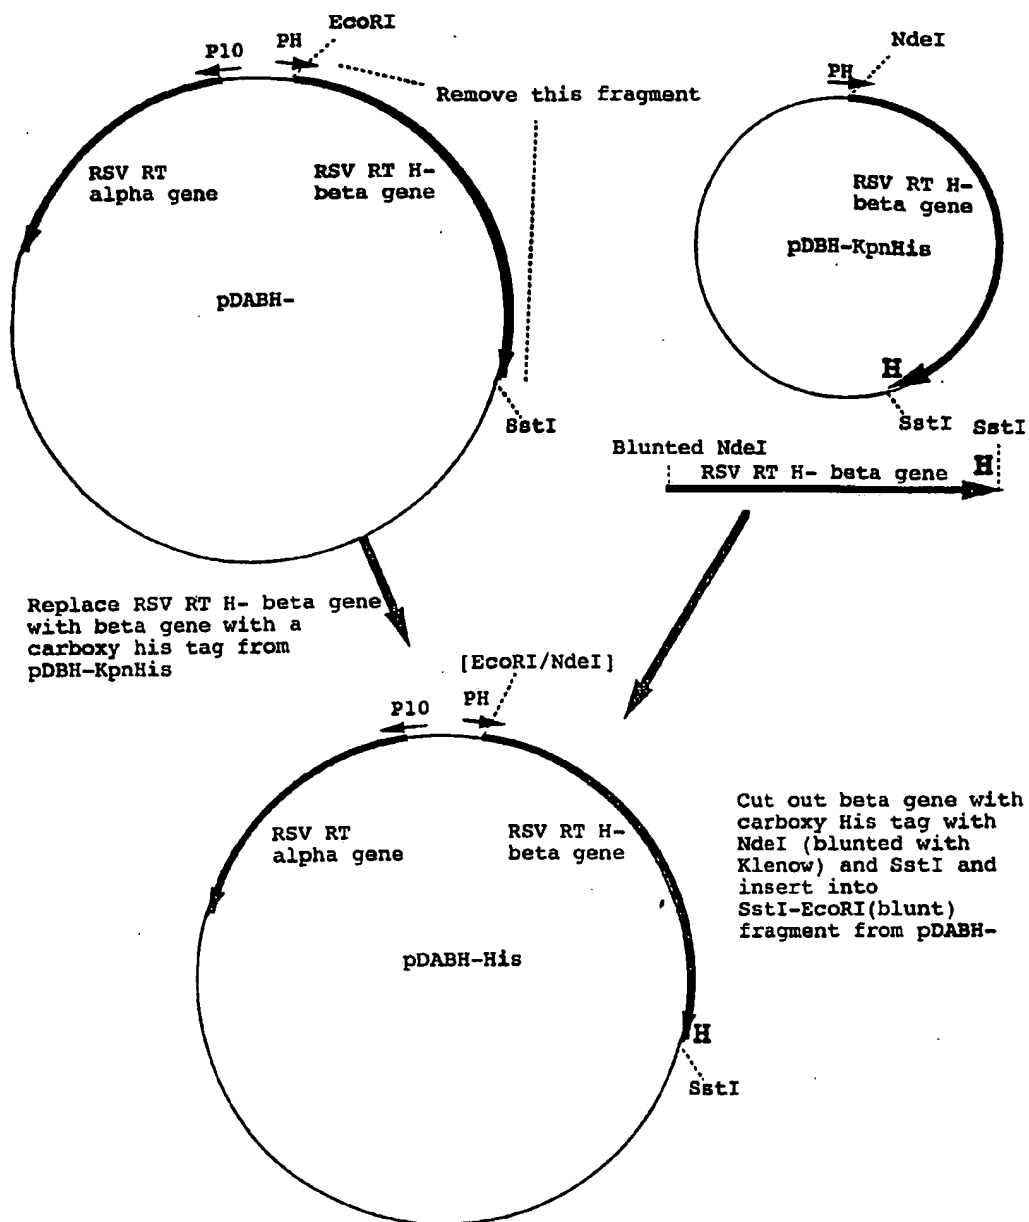 EcoRI
P10
PH
Remove this fragment
RSV RT
alpha gene
RSV RT H-
beta gene
pDABH-
SstI
NdeI
PH
RSV RT H-
beta gene
pDBH-KpnHis
H
SstI
SstI
Blunted NdeI
RSV RT H- beta gene
H
Replace RSV RT H- beta gene
with beta gene with a
carboxy his tag from
pDBH-KpnHis
[EcoRI/NdeI]
P10
PH
RSV RT
alpha gene
RSV RT H-
beta gene
pDABH-His
H
SstI
Cut out beta gene with
carboxy His tag with
NdeI (blunted with
Klenow) and SstI and
insert into
SstI-EcoRI(blunt)
fragment from pDABH-